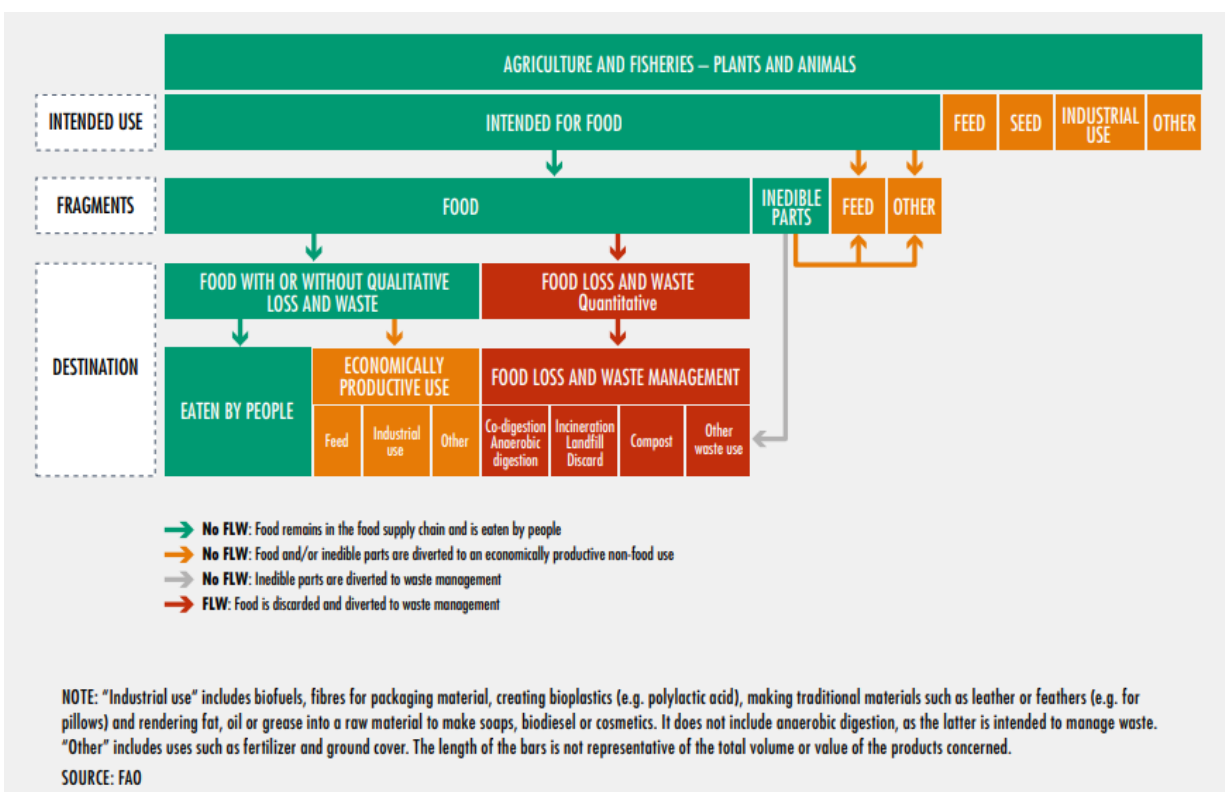 AGRICULTURE AND FISHERIES – PLANTS AND ANIMALS
INTENDED USE
INTENDED FOR FOOD
FEED
SEED
INDUSTRIAL
USE
OTHER
FRAGMENTS
FOOD
INEDIBLE
PARTS
FEED
OTHER
DESTINATION
FOOD WITH OR WITHOUT QUALITATIVE
LOSS AND WASTE
FOOD LOSS AND WASTE
Quantitative
EATEN BY PEOPLE
ECONOMICALLY
PRODUCTIVE USE
Feed
Industrial
use
Other
FOOD LOSS AND WASTE MANAGEMENT
Co-digestion
Anaerobic
digestion
Incineration
Landfill
Discard
Compost
Other
waste use
No FLW: Food remains in the food supply chain and is eaten by people
No FLW: Food and/or inedible parts are diverted to an economically productive non-food use
No FLW: Inedible parts are diverted to waste management
FLW: Food is discarded and diverted to waste management
NOTE: “Industrial use” includes biofuels, fibres for packaging material, creating bioplastics (e.g. polylactic acid), making traditional materials such as leather or feathers (e.g. for
pillows) and rendering fat, oil or grease into a raw material to make soaps, biodiesel or cosmetics. It does not include anaerobic digestion, as the latter is intended to manage waste.
“Other” includes uses such as fertilizer and ground cover. The length of the bars is not representative of the total volume or value of the products concerned.
SOURCE: FAO